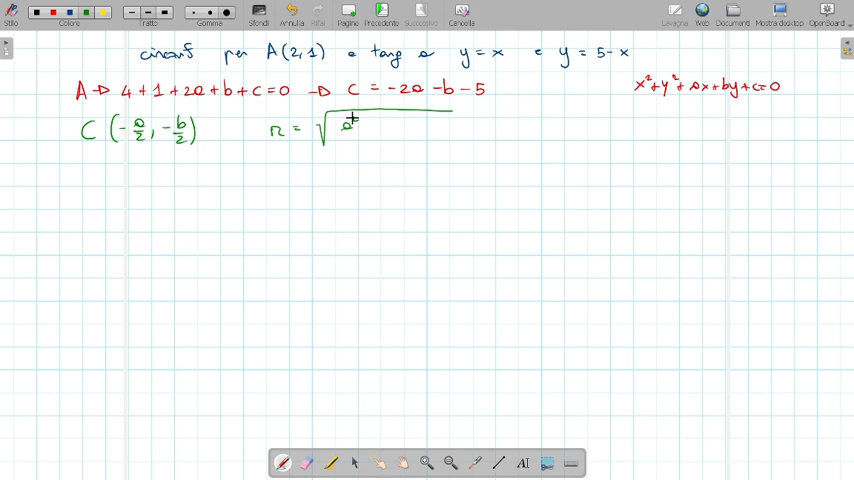 Stile Colore Tratto Gomma Sfondi Annulla Rifai Pagine Precedente Successivo Cancella Lavagna Web Documenti Mostra desktop OpenBoard
circonf per A(2,1) e tang a y=x e y=5-x
A → 4+1+2a+b+c=0 → c = -2a -b -5 x²+y²+ax+by+c=0
C (-a/2, -b/2) r = √a²